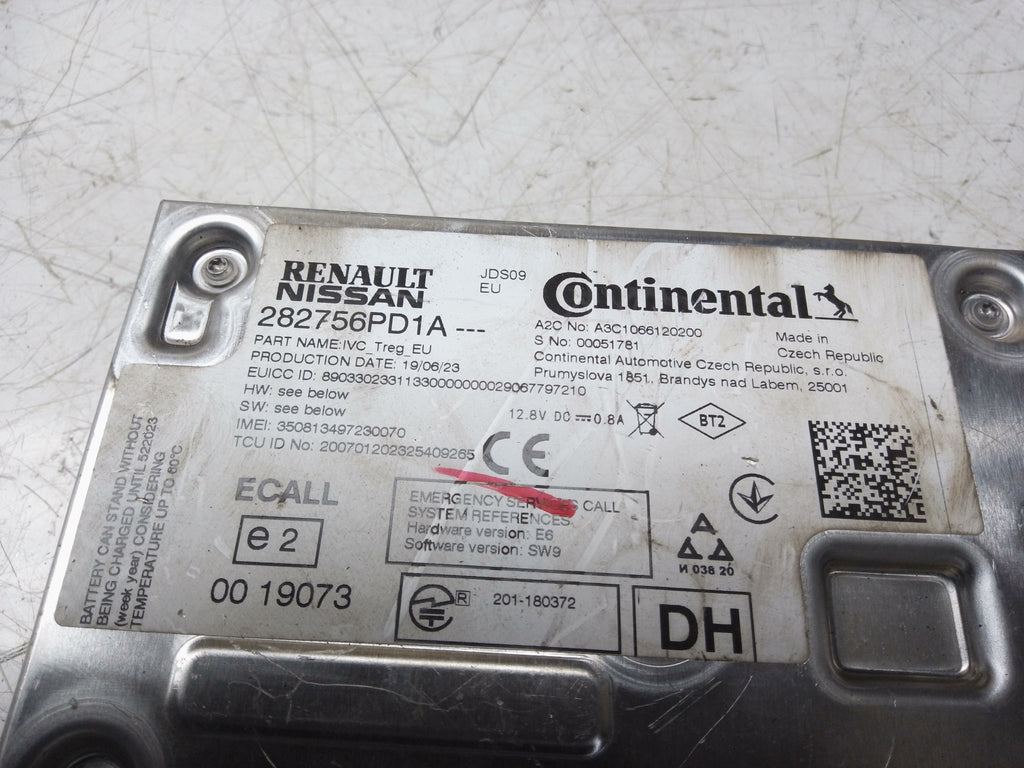 RENAULT
NISSAN
JDS09
EU
Continental
282756PD1A ---
A2C No: A3C1066120200
S No: 00051781
Made in
Czech Republic
PART NAME:IVC_Treg_EU
PRODUCTION DATE: 19/06/23
Continental Automotive Czech Republic, s.r.o.
Prumyslova 1851, Brandys nad Labem, 25001
EUICC ID: 89033023311330000000029067797210
HW: see below
SW: see below
IMEI: 350813497230070
TCU ID No: 200701202325409265
12.8V DC 0.8A
BT2
CE
ECALL
e2
00 19073
EMERGENCY SERVICES CALL
SYSTEM REFERENCES
Hardware version: E6
Software version: SW9
R 201-180372
DH
И 038 20
BATTERY CAN STAND WITHOUT
BEING CHARGED UNTIL 522023
(week year) CONSIDERING
TEMPERATURE UP TO 60°C